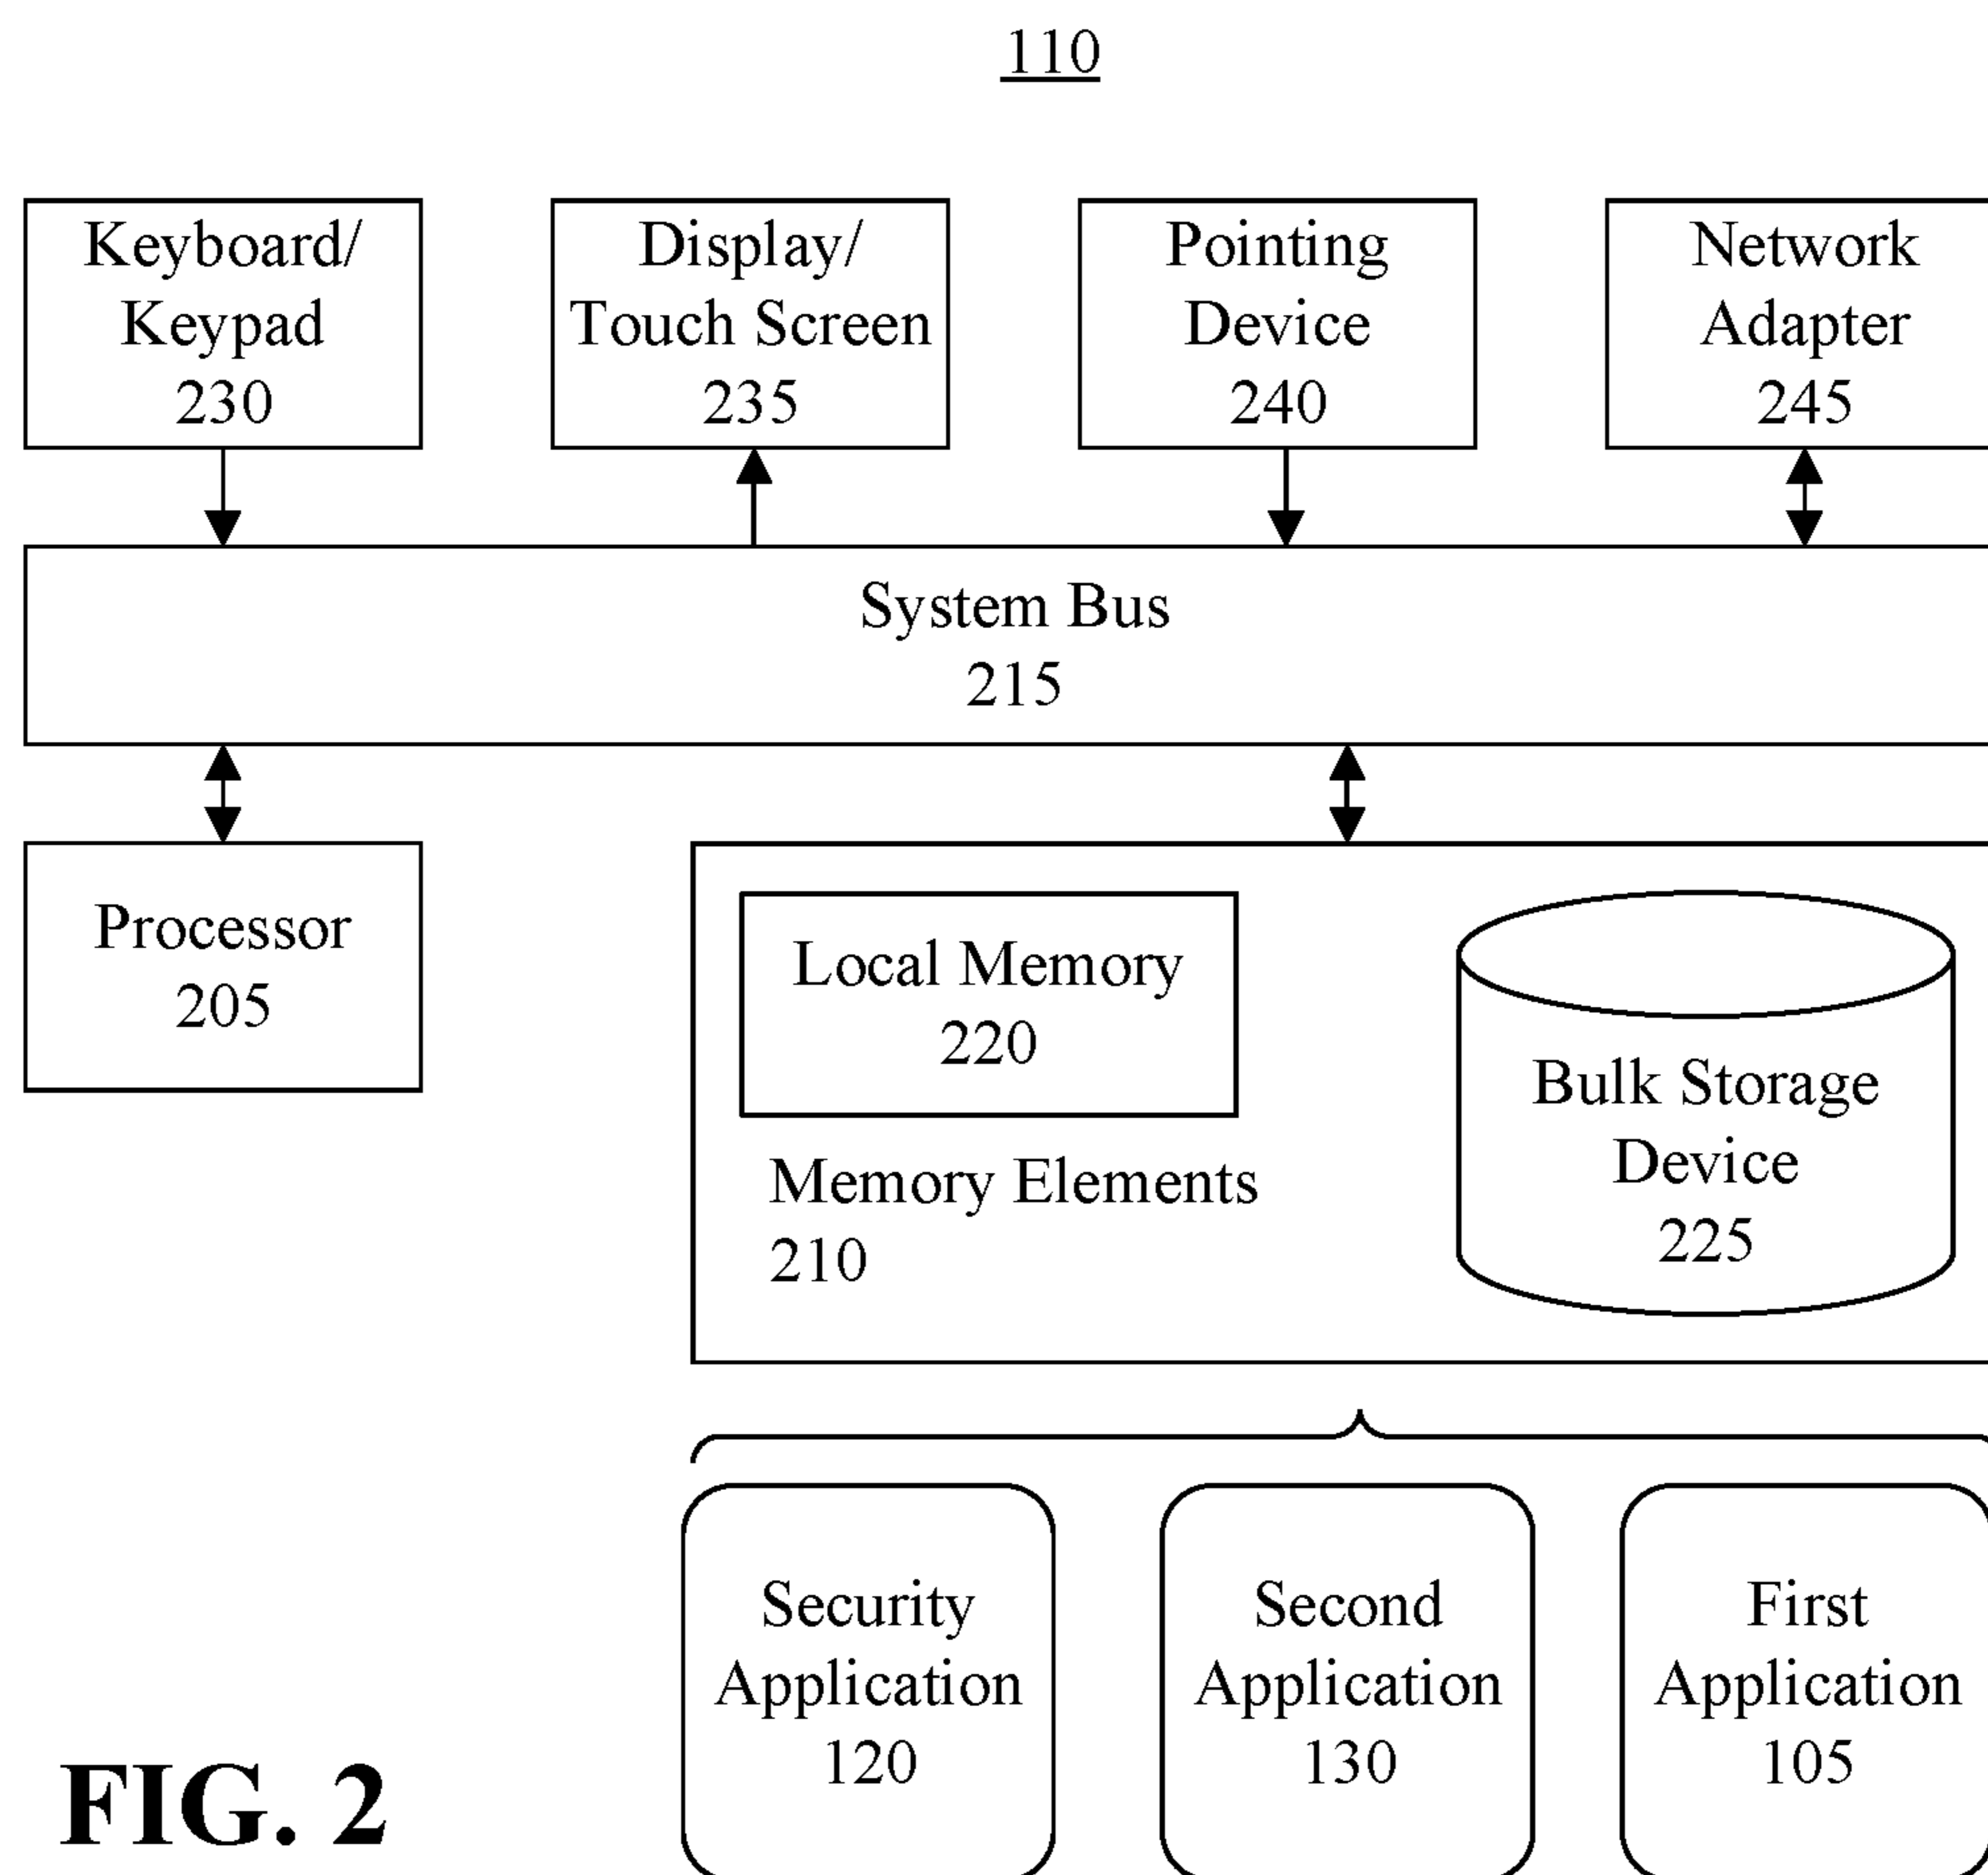 110
Keyboard/
Keypad
230
Display/
Touch Screen
235
Pointing
Device
240
Network
Adapter
245
System Bus
215
Processor
205
Local Memory
220
Memory Elements
210
Bulk Storage
Device
225
Security
Application
120
Second
Application
130
First
Application
105
FIG. 2